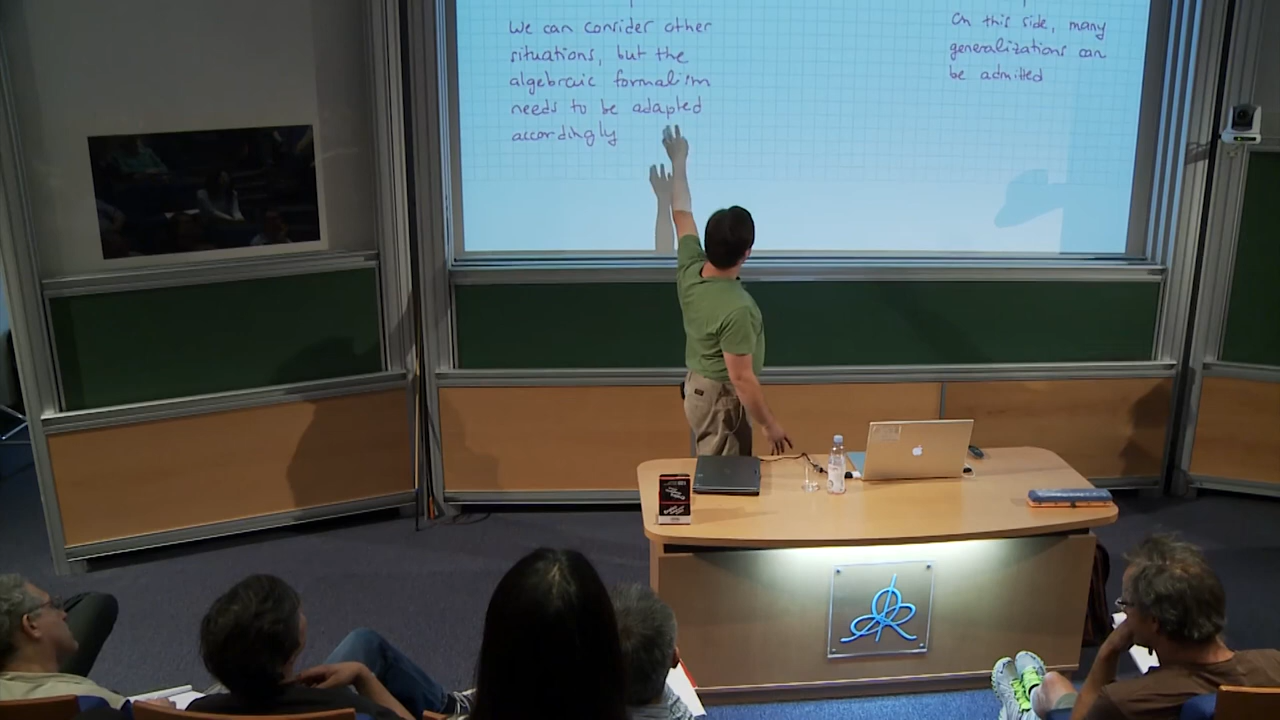 We can consider other
situations, but the
algebraic formalism
needs to be adapted
accordingly
On this side, many
generalizations can
be admitted